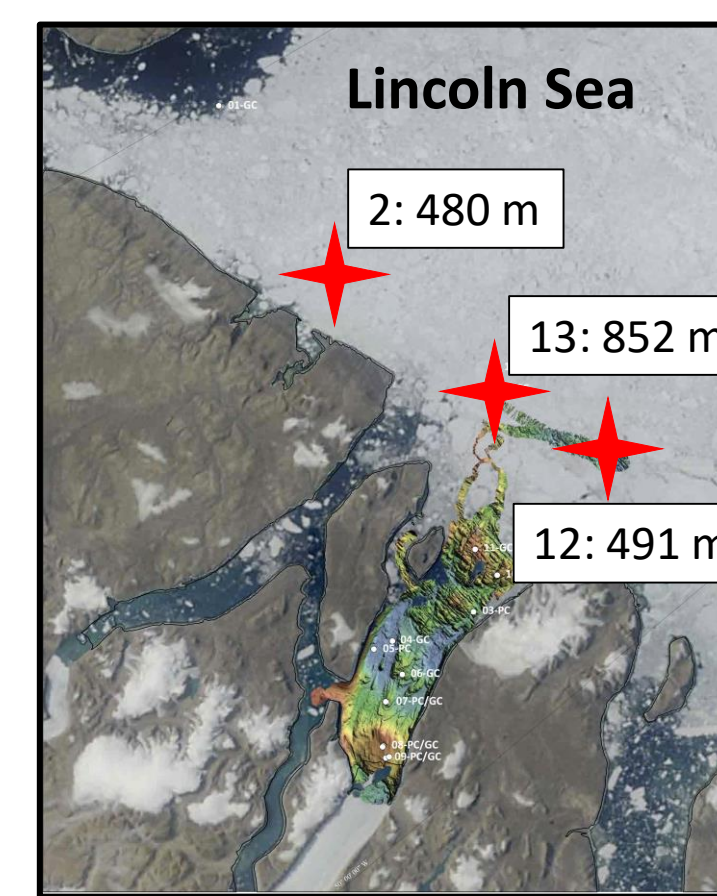 Lincoln Sea
01-GC
2: 480 m
13: 852 m
12: 491 m
11-GC
03-PC
04-GC
05-PC
06-GC
07-PC/GC
08-PC/GC
09-PC/GC